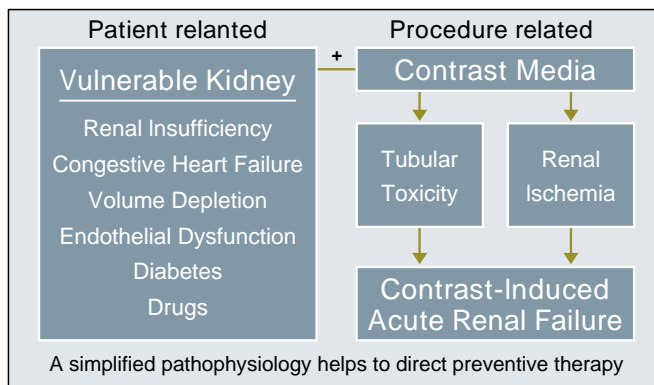 Patient relanted
Vulnerable Kidney
Renal Insufficiency
Congestive Heart Failure
Volume Depletion
Endothelial Dysfunction
Diabetes
Drugs
+
Procedure related
Contrast Media
Tubular
Toxicity
Renal
Ischemia
Contrast-Induced
Acute Renal Failure
A simplified pathophysiology helps to direct preventive therapy